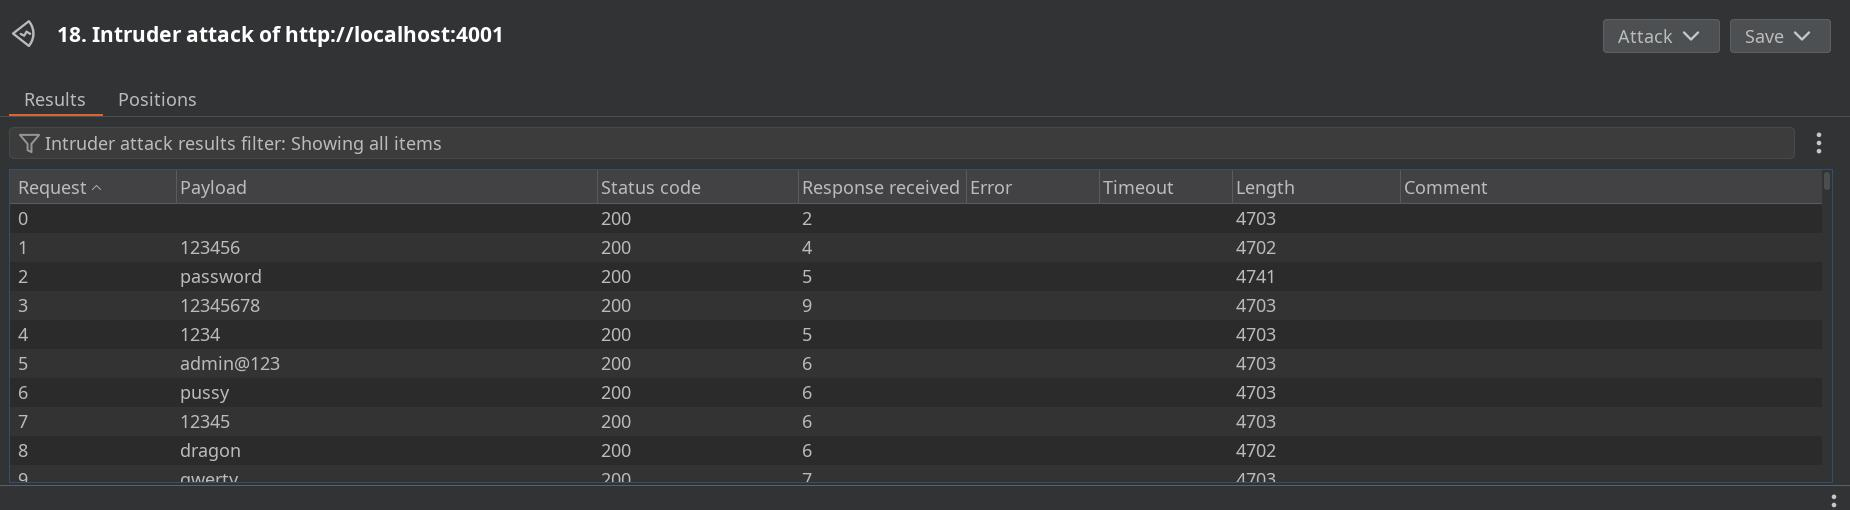 18. Intruder attack of http://localhost:4001
Attack Save
Results Positions
Intruder attack results filter: Showing all items
Request Payload Status code Response received Error Timeout Length Comment
0 200 2 4703
1 123456 200 4 4702
2 password 200 5 4741
3 12345678 200 9 4703
4 1234 200 5 4703
5 admin@123 200 6 4703
6 pussy 200 6 4703
7 12345 200 6 4703
8 dragon 200 6 4702
9 qwerty 200 7 4703